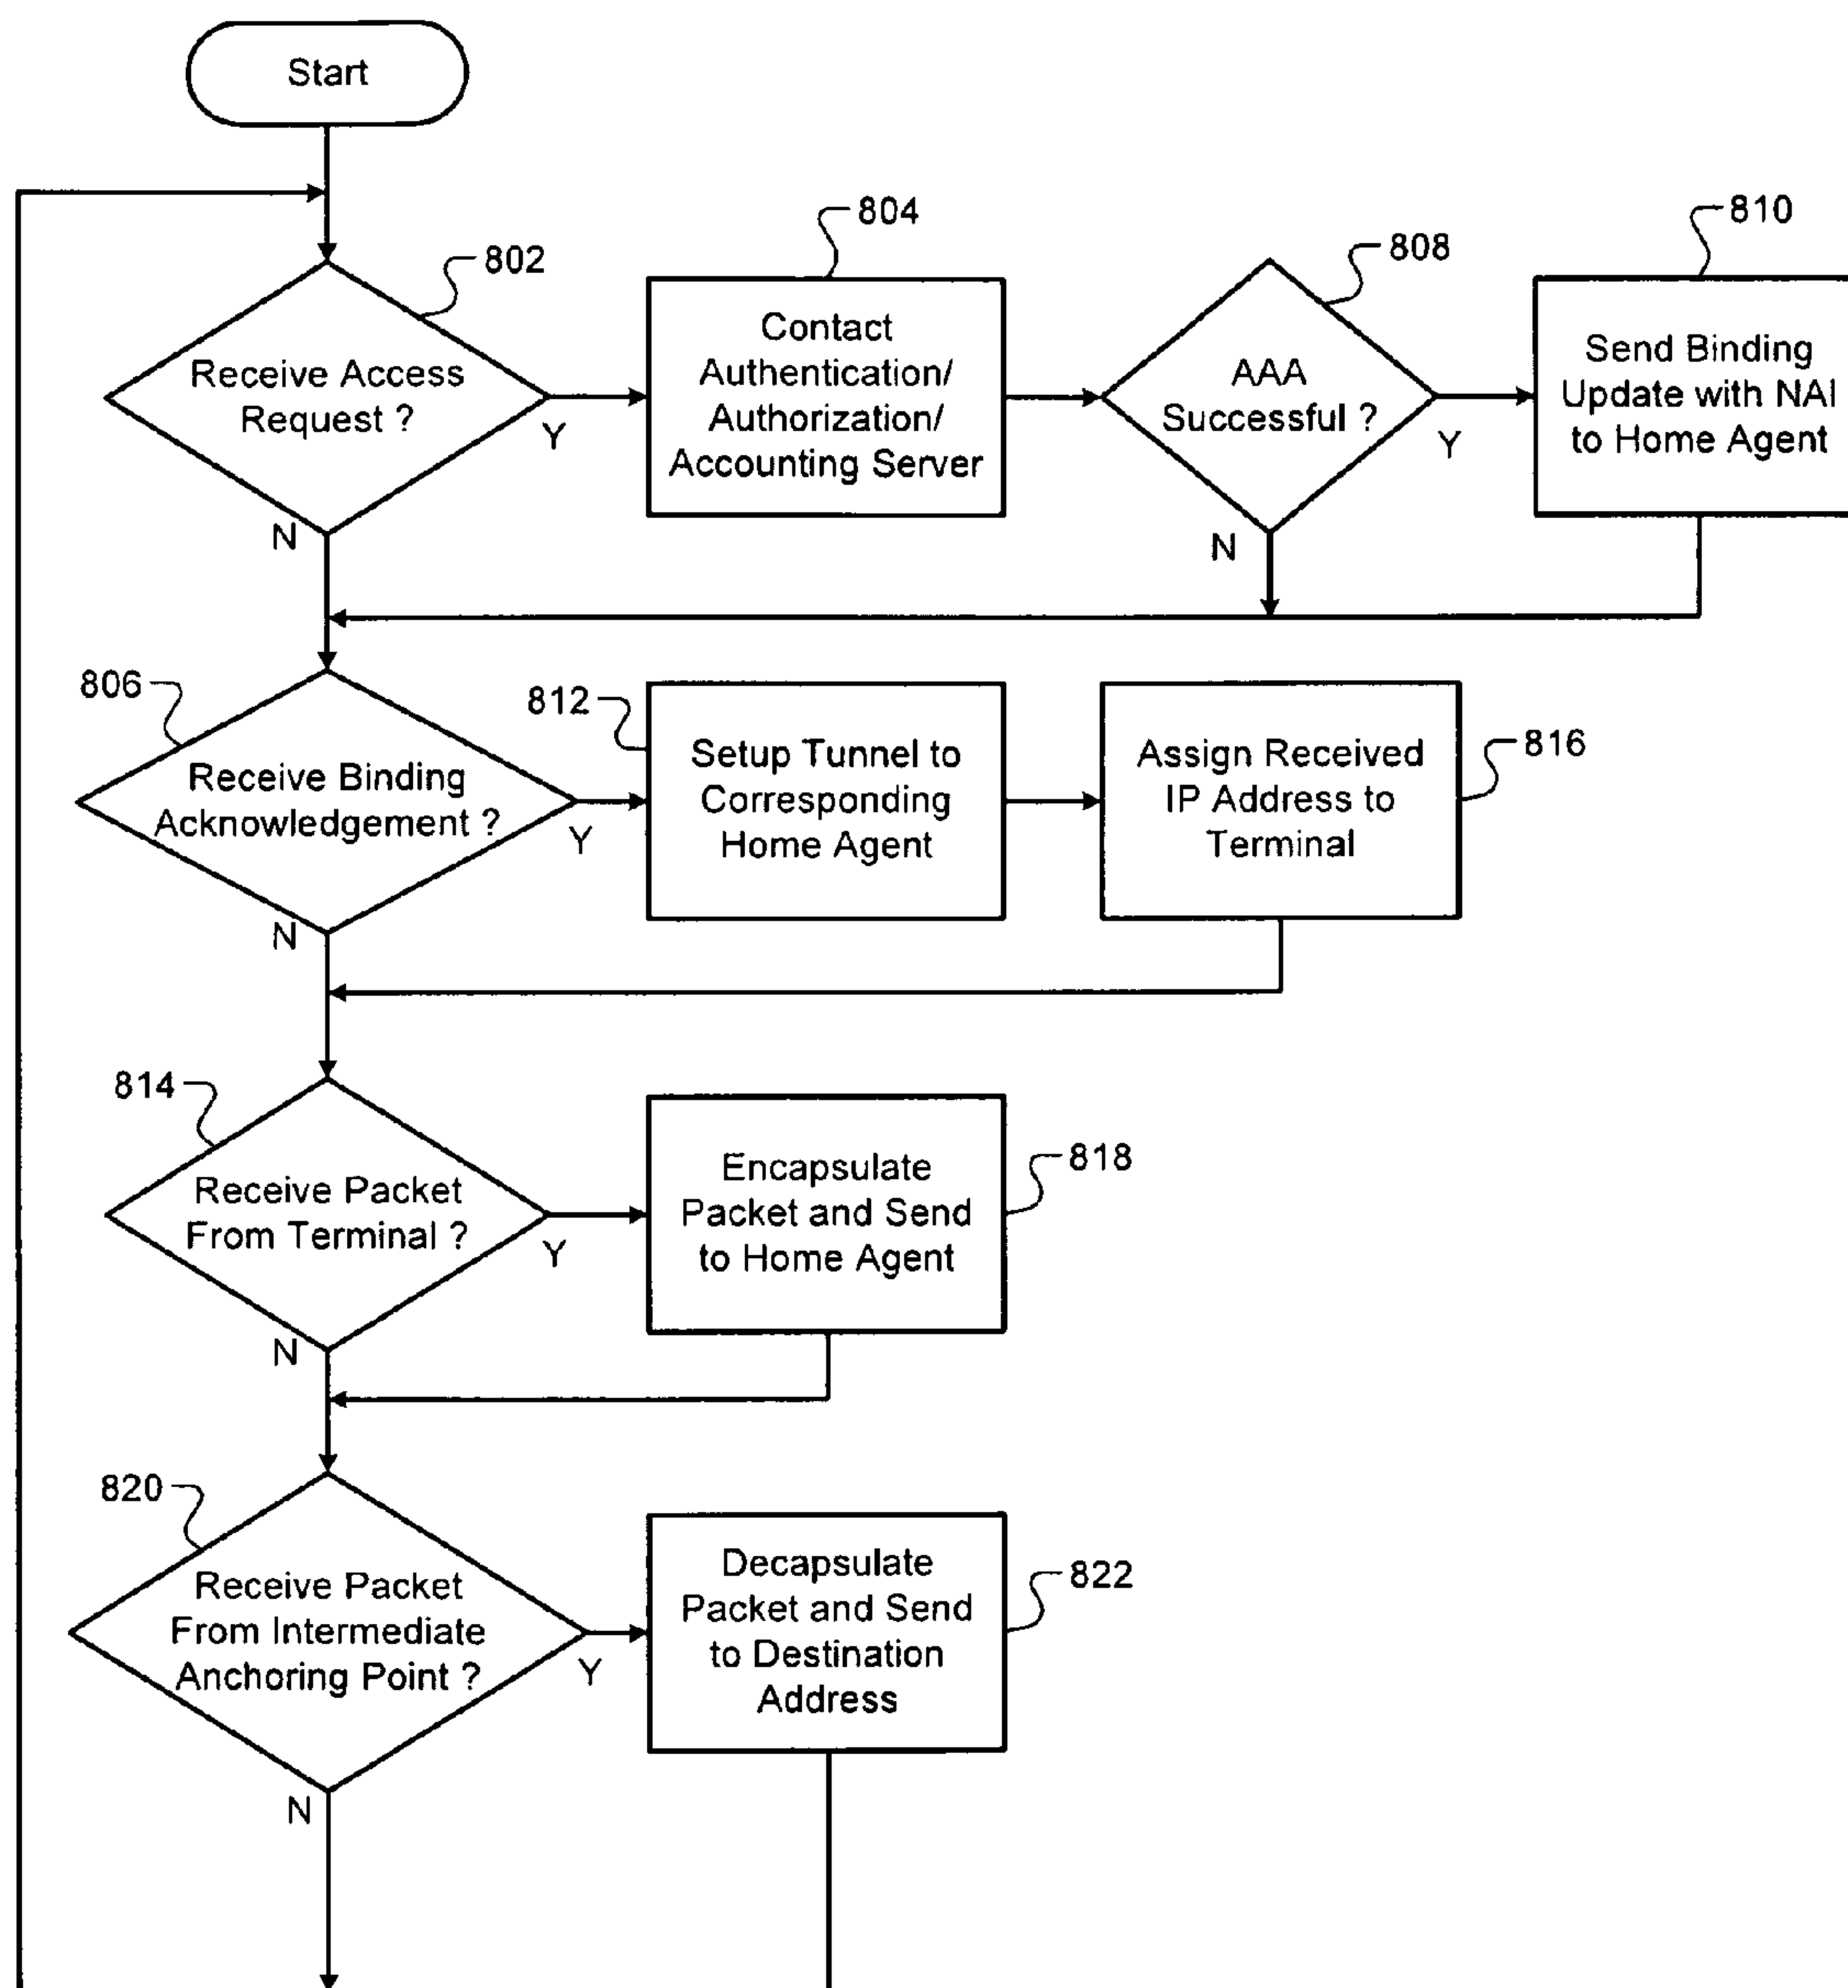 Start
802
Receive Access
Request ?
Y
N
804
Contact
Authentication/
Authorization/
Accounting Server
808
AAA
Successful ?
Y
N
810
Send Binding
Update with NAI
to Home Agent
806
Receive Binding
Acknowledgement ?
Y
N
812
Setup Tunnel to
Corresponding
Home Agent
816
Assign Received
IP Address to
Terminal
814
Receive Packet
From Terminal ?
Y
N
818
Encapsulate
Packet and Send
to Home Agent
820
Receive Packet
From Intermediate
Anchoring Point ?
Y
N
822
Decapsulate
Packet and Send
to Destination
Address